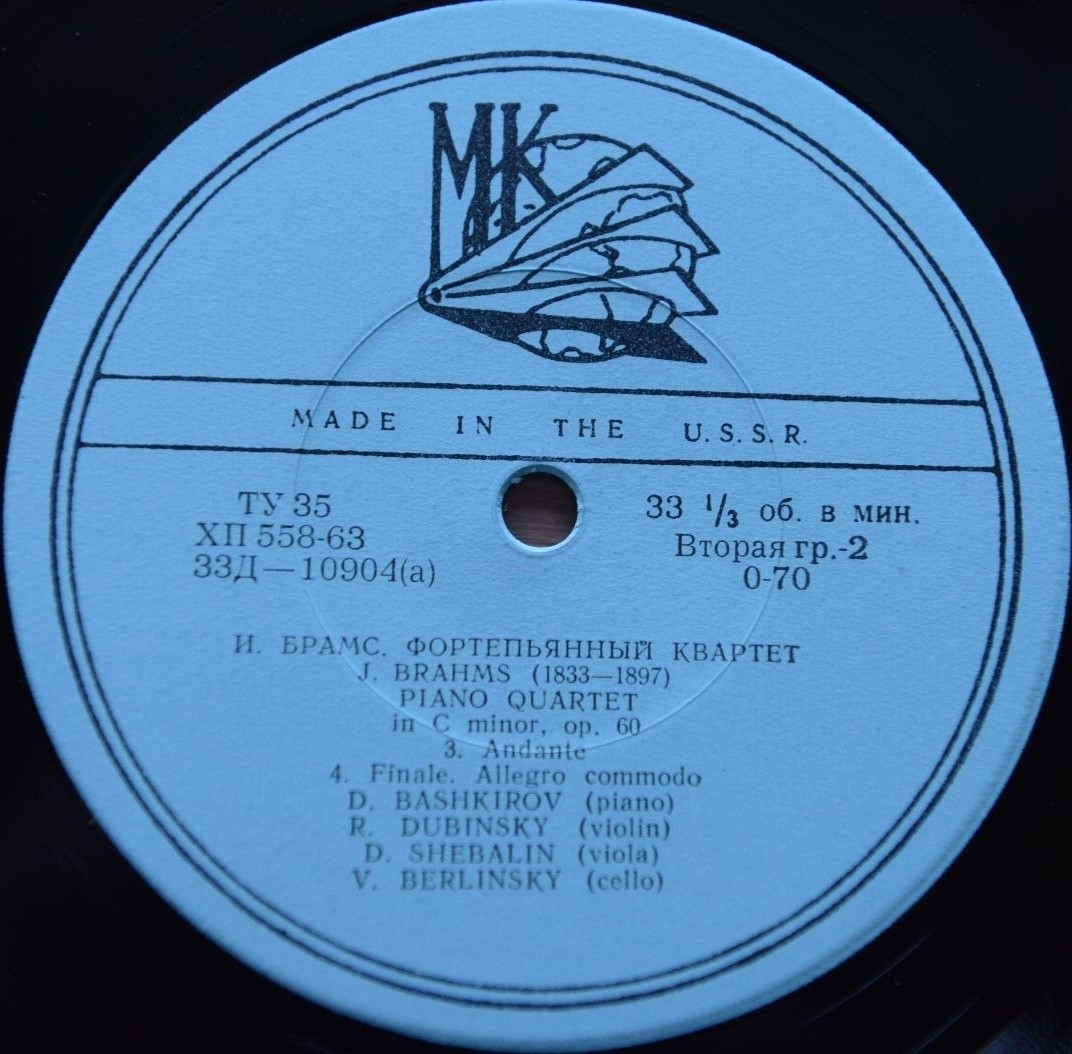 МК
MADE IN THE U.S.S.R.
ТУ 35
ХП 558-63
33Д—10904(а)
33 ⅓ об. в мин.
Вторая гр.-2
0-70
И. БРАМС. ФОРТЕПЬЯННЫЙ КВАРТЕТ
J. BRAHMS (1833—1897)
PIANO QUARTET
in C minor, op. 60
3. Andante
4. Finale. Allegro commodo
D. BASHKIROV (piano)
R. DUBINSKY (violin)
D. SHEBALIN (viola)
V. BERLINSKY (cello)